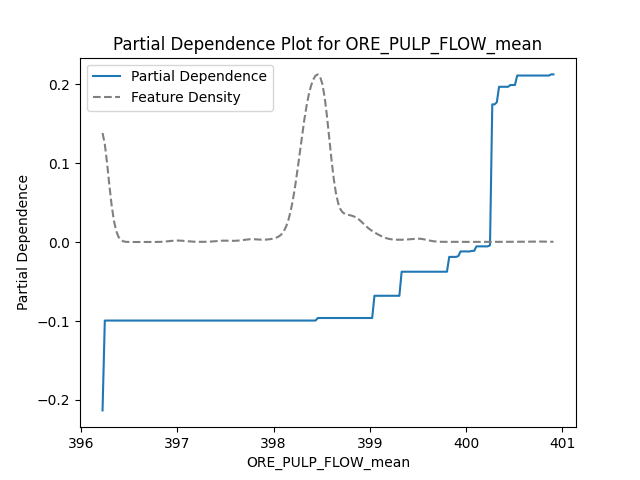 Partial Dependence Plot for ORE_PULP_FLOW_mean
Partial Dependence
Feature Density
Partial Dependence
0.2
0.1
0.0
−0.1
−0.2
396 397 398 399 400 401
ORE_PULP_FLOW_mean